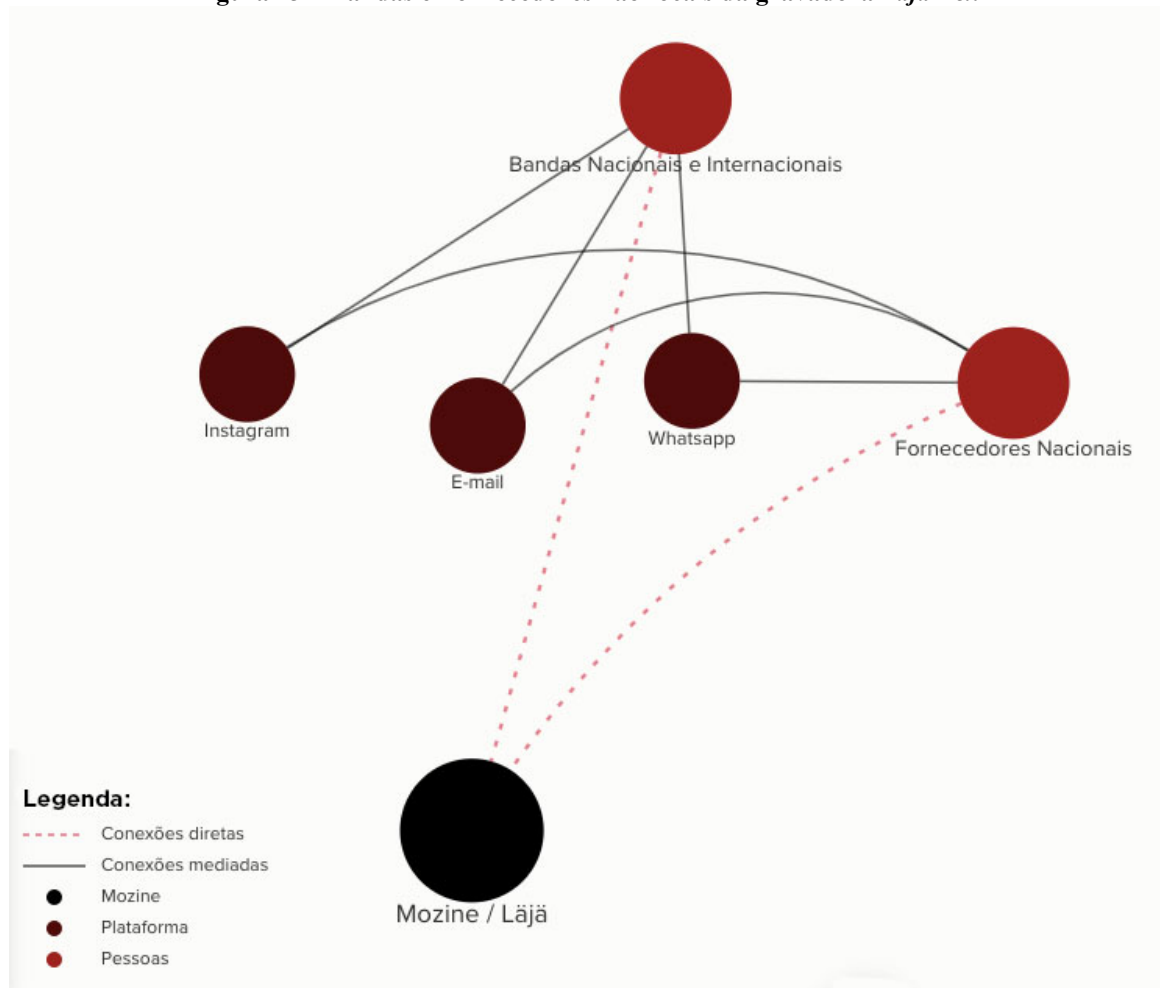 Bandas Nacionais e Internacionais
Instagram
E-mail
Whatsapp
Fornecedores Nacionais
Mozine / Läjä
Legenda:
Conexões diretas
Conexões mediadas
Mozine
Plataforma
Pessoas